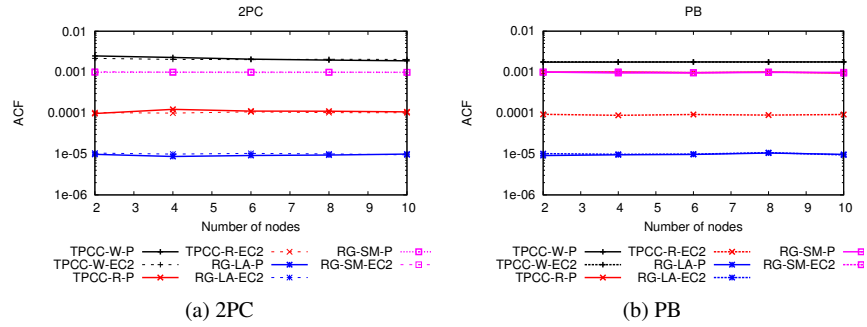 2PC
0.01
0.001
0.0001
1e-05
1e-06
ACF
2 3 4 5 6 7 8 9 10
Number of nodes
TPCC-W-P
TPCC-W-EC2
TPCC-R-P
TPCC-R-EC2
RG-LA-P
RG-LA-EC2
RG-SM-P
RG-SM-EC2
(a) 2PC
PB
0.01
0.001
0.0001
1e-05
1e-06
ACF
2 3 4 5 6 7 8 9 10
Number of nodes
TPCC-W-P
TPCC-W-EC2
TPCC-R-P
TPCC-R-EC2
RG-LA-P
RG-LA-EC2
RG-SM-P
RG-SM-EC2
(b) PB